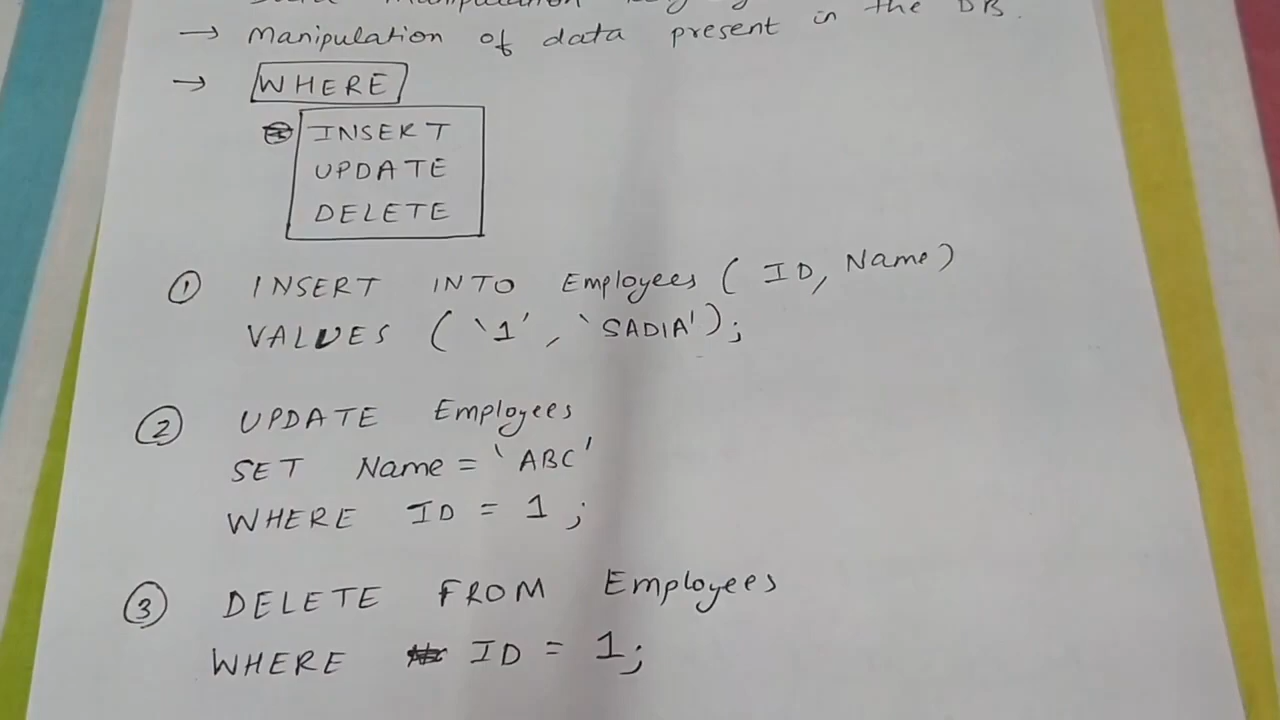 Manipulation
in the DB.
→ Manipulation of data present
→ WHERE
INSERT
UPDATE
DELETE
① INSERT INTO Employees ( ID, Name )
VALUES ( '1' , 'SADIA' );
② UPDATE Employees
SET Name = 'ABC'
WHERE ID = 1 ;
③ DELETE FROM Employees
WHERE ID = 1;